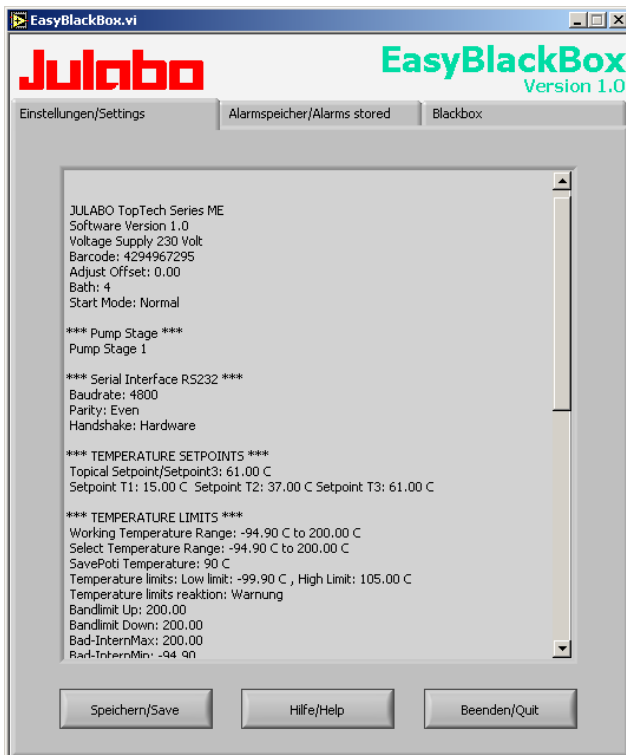 EasyBlackBox.vi
Julabo
EasyBlackBox
Version 1.0
Einstellungen/Settings
Alarmspeicher/Alarms stored
Blackbox
JULABO TopTech Series ME
Software Version 1.0
Voltage Supply 230 Volt
Barcode: 4294967295
Adjust Offset: 0.00
Bath: 4
Start Mode: Normal
*** Pump Stage ***
Pump Stage 1
*** Serial Interface RS232 ***
Baudrate: 4800
Parity: Even
Handshake: Hardware
*** TEMPERATURE SETPOINTS ***
Topical Setpoint/Setpoint3: 61.00 C
Setpoint T1: 15.00 C Setpoint T2: 37.00 C Setpoint T3: 61.00 C
*** TEMPERATURE LIMITS ***
Working Temperature Range: -94.90 C to 200.00 C
Select Temperature Range: -94.90 C to 200.00 C
SavePoti Temperature: 90 C
Temperature limits: Low limit: -99.90 C , High Limit: 105.00 C
Temperature limits reaktion: Warnung
Bandlimit Up: 200.00
Bandlimit Down: 200.00
Bad-InternMax: 200.00
Bad-InternMin: -94.90
Speichern/Save
Hilfe/Help
Beenden/Quit